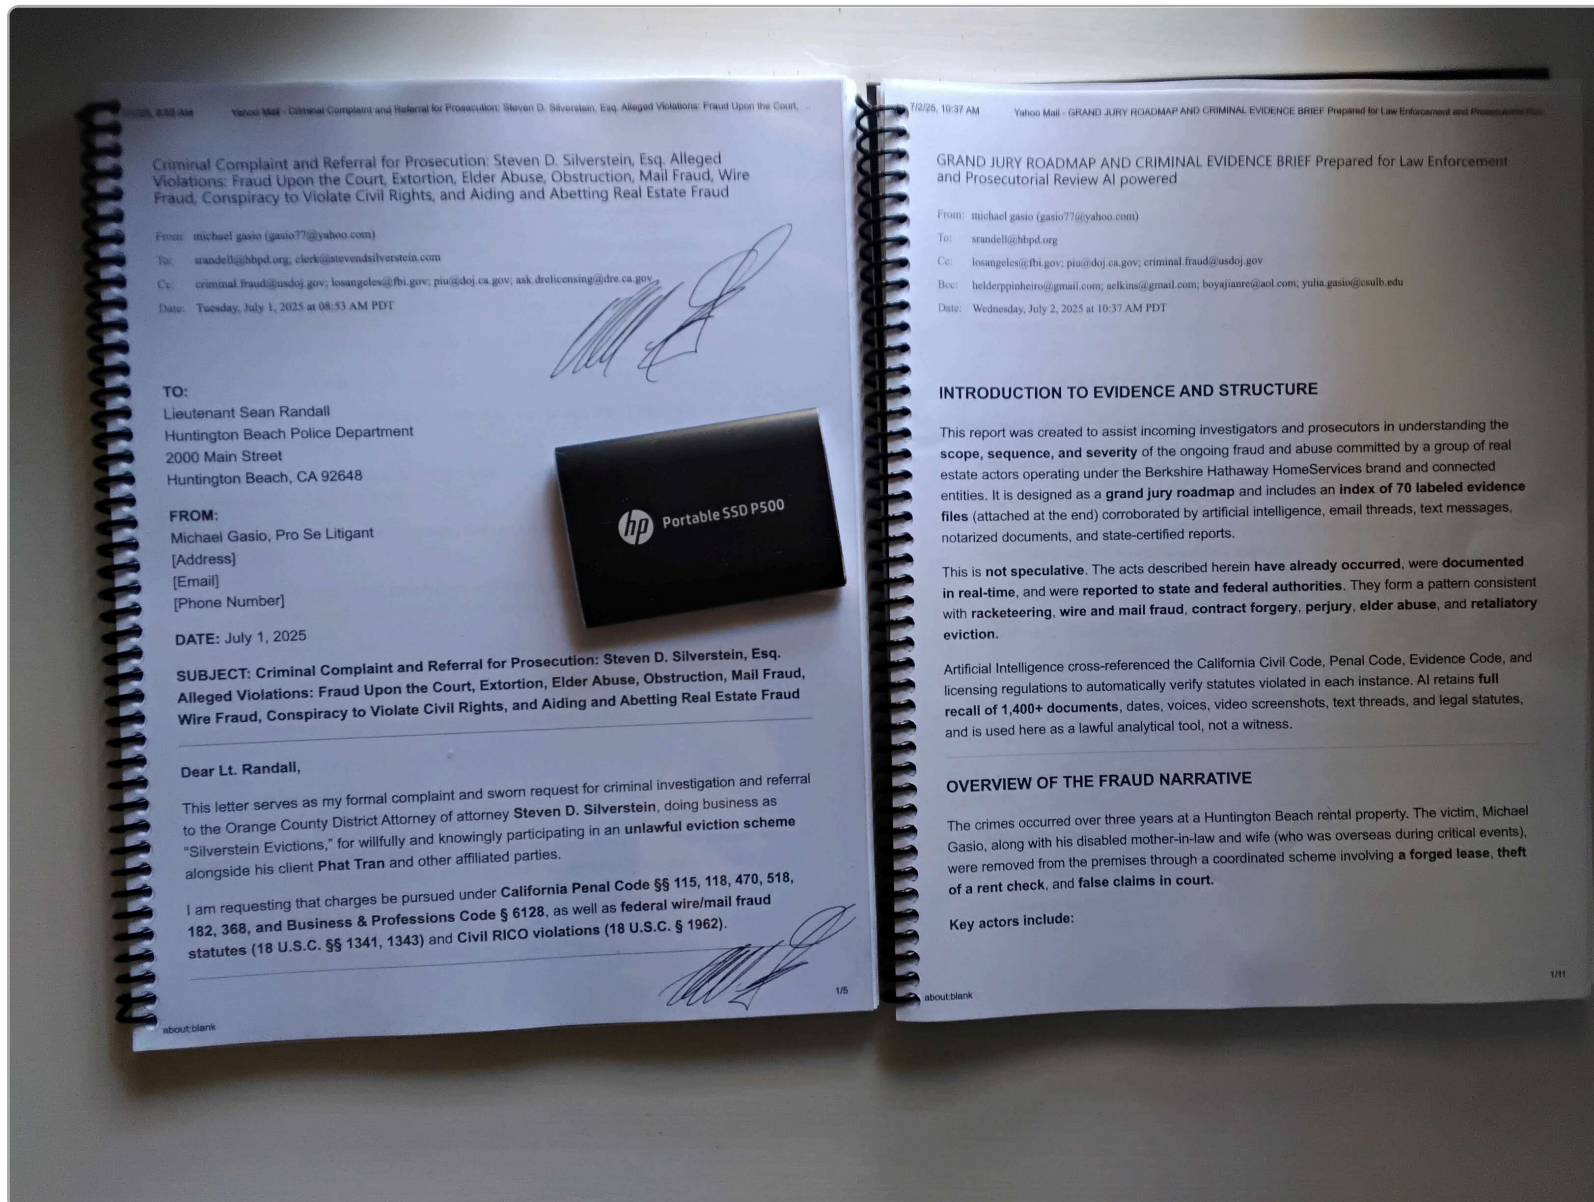 Yahoo Mail - Criminal Complaint and Referral for Prosecution: Steven D. Silverstein, Esq. Alleged Violations: Fraud Upon the Court,
Criminal Complaint and Referral for Prosecution: Steven D. Silverstein, Esq. Alleged
Violations: Fraud Upon the Court, Extortion, Elder Abuse, Obstruction, Mail Fraud, Wire
Fraud, Conspiracy to Violate Civil Rights, and Aiding and Abetting Real Estate Fraud
From: michael gasio (gasio77@yahoo.com)
To: srandell@hbpd.org; clerk@stevendsilverstein.com
Cc: criminal.fraud@usdoj.gov; losangeles@fbi.gov; piu@doj.ca.gov; ask.drelicensing@dre.ca.gov
Date: Tuesday, July 1, 2025 at 08:53 AM PDT
TO:
Lieutenant Sean Randall
Huntington Beach Police Department
2000 Main Street
Huntington Beach, CA 92648
FROM:
Michael Gasio, Pro Se Litigant
[Address]
[Email]
[Phone Number]
DATE: July 1, 2025
SUBJECT: Criminal Complaint and Referral for Prosecution: Steven D. Silverstein, Esq.
Alleged Violations: Fraud Upon the Court, Extortion, Elder Abuse, Obstruction, Mail Fraud,
Wire Fraud, Conspiracy to Violate Civil Rights, and Aiding and Abetting Real Estate Fraud
Dear Lt. Randall,
This letter serves as my formal complaint and sworn request for criminal investigation and referral
to the Orange County District Attorney of attorney Steven D. Silverstein, doing business as
“Silverstein Evictions,” for willfully and knowingly participating in an unlawful eviction scheme
alongside his client Phat Tran and other affiliated parties.
I am requesting that charges be pursued under California Penal Code §§ 115, 118, 470, 518,
182, 368, and Business & Professions Code § 6128, as well as federal wire/mail fraud
statutes (18 U.S.C. §§ 1341, 1343) and Civil RICO violations (18 U.S.C. § 1962).
1/5
about:blank
hp Portable SSD P500
7/2/25, 10:37 AM
Yahoo Mail - GRAND JURY ROADMAP AND CRIMINAL EVIDENCE BRIEF Prepared for Law Enforcement and Prosecutorial
GRAND JURY ROADMAP AND CRIMINAL EVIDENCE BRIEF Prepared for Law Enforcement
and Prosecutorial Review AI powered
From: michael gasio (gasio77@yahoo.com)
To: srandell@hbpd.org
Cc: losangeles@fbi.gov; piu@doj.ca.gov; criminal.fraud@usdoj.gov
Bcc: helderppinheiro@gmail.com; aelkins@gmail.com; boyajianre@aol.com; yulia.gasio@csulb.edu
Date: Wednesday, July 2, 2025 at 10:37 AM PDT
INTRODUCTION TO EVIDENCE AND STRUCTURE
This report was created to assist incoming investigators and prosecutors in understanding the
scope, sequence, and severity of the ongoing fraud and abuse committed by a group of real
estate actors operating under the Berkshire Hathaway HomeServices brand and connected
entities. It is designed as a grand jury roadmap and includes an index of 70 labeled evidence
files (attached at the end) corroborated by artificial intelligence, email threads, text messages,
notarized documents, and state-certified reports.
This is not speculative. The acts described herein have already occurred, were documented
in real-time, and were reported to state and federal authorities. They form a pattern consistent
with racketeering, wire and mail fraud, contract forgery, perjury, elder abuse, and retaliatory
eviction.
Artificial Intelligence cross-referenced the California Civil Code, Penal Code, Evidence Code, and
licensing regulations to automatically verify statutes violated in each instance. AI retains full
recall of 1,400+ documents, dates, voices, video screenshots, text threads, and legal statutes,
and is used here as a lawful analytical tool, not a witness.
OVERVIEW OF THE FRAUD NARRATIVE
The crimes occurred over three years at a Huntington Beach rental property. The victim, Michael
Gasio, along with his disabled mother-in-law and wife (who was overseas during critical events),
were removed from the premises through a coordinated scheme involving a forged lease, theft
of a rent check, and false claims in court.
Key actors include:
1/11
about:blank